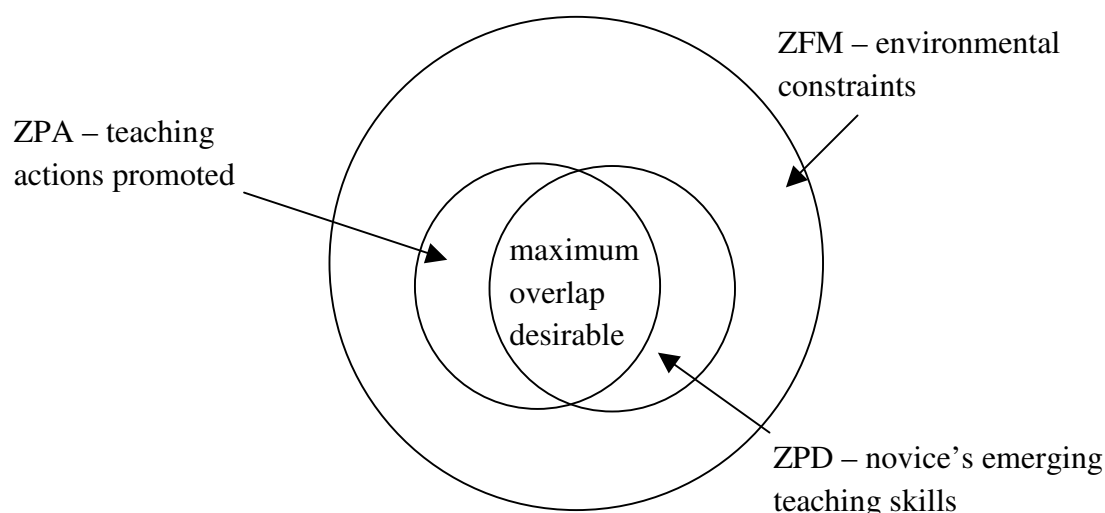 ZFM – environmental
constraints
ZPA – teaching
actions promoted
maximum
overlap
desirable
ZPD – novice’s emerging
teaching skills